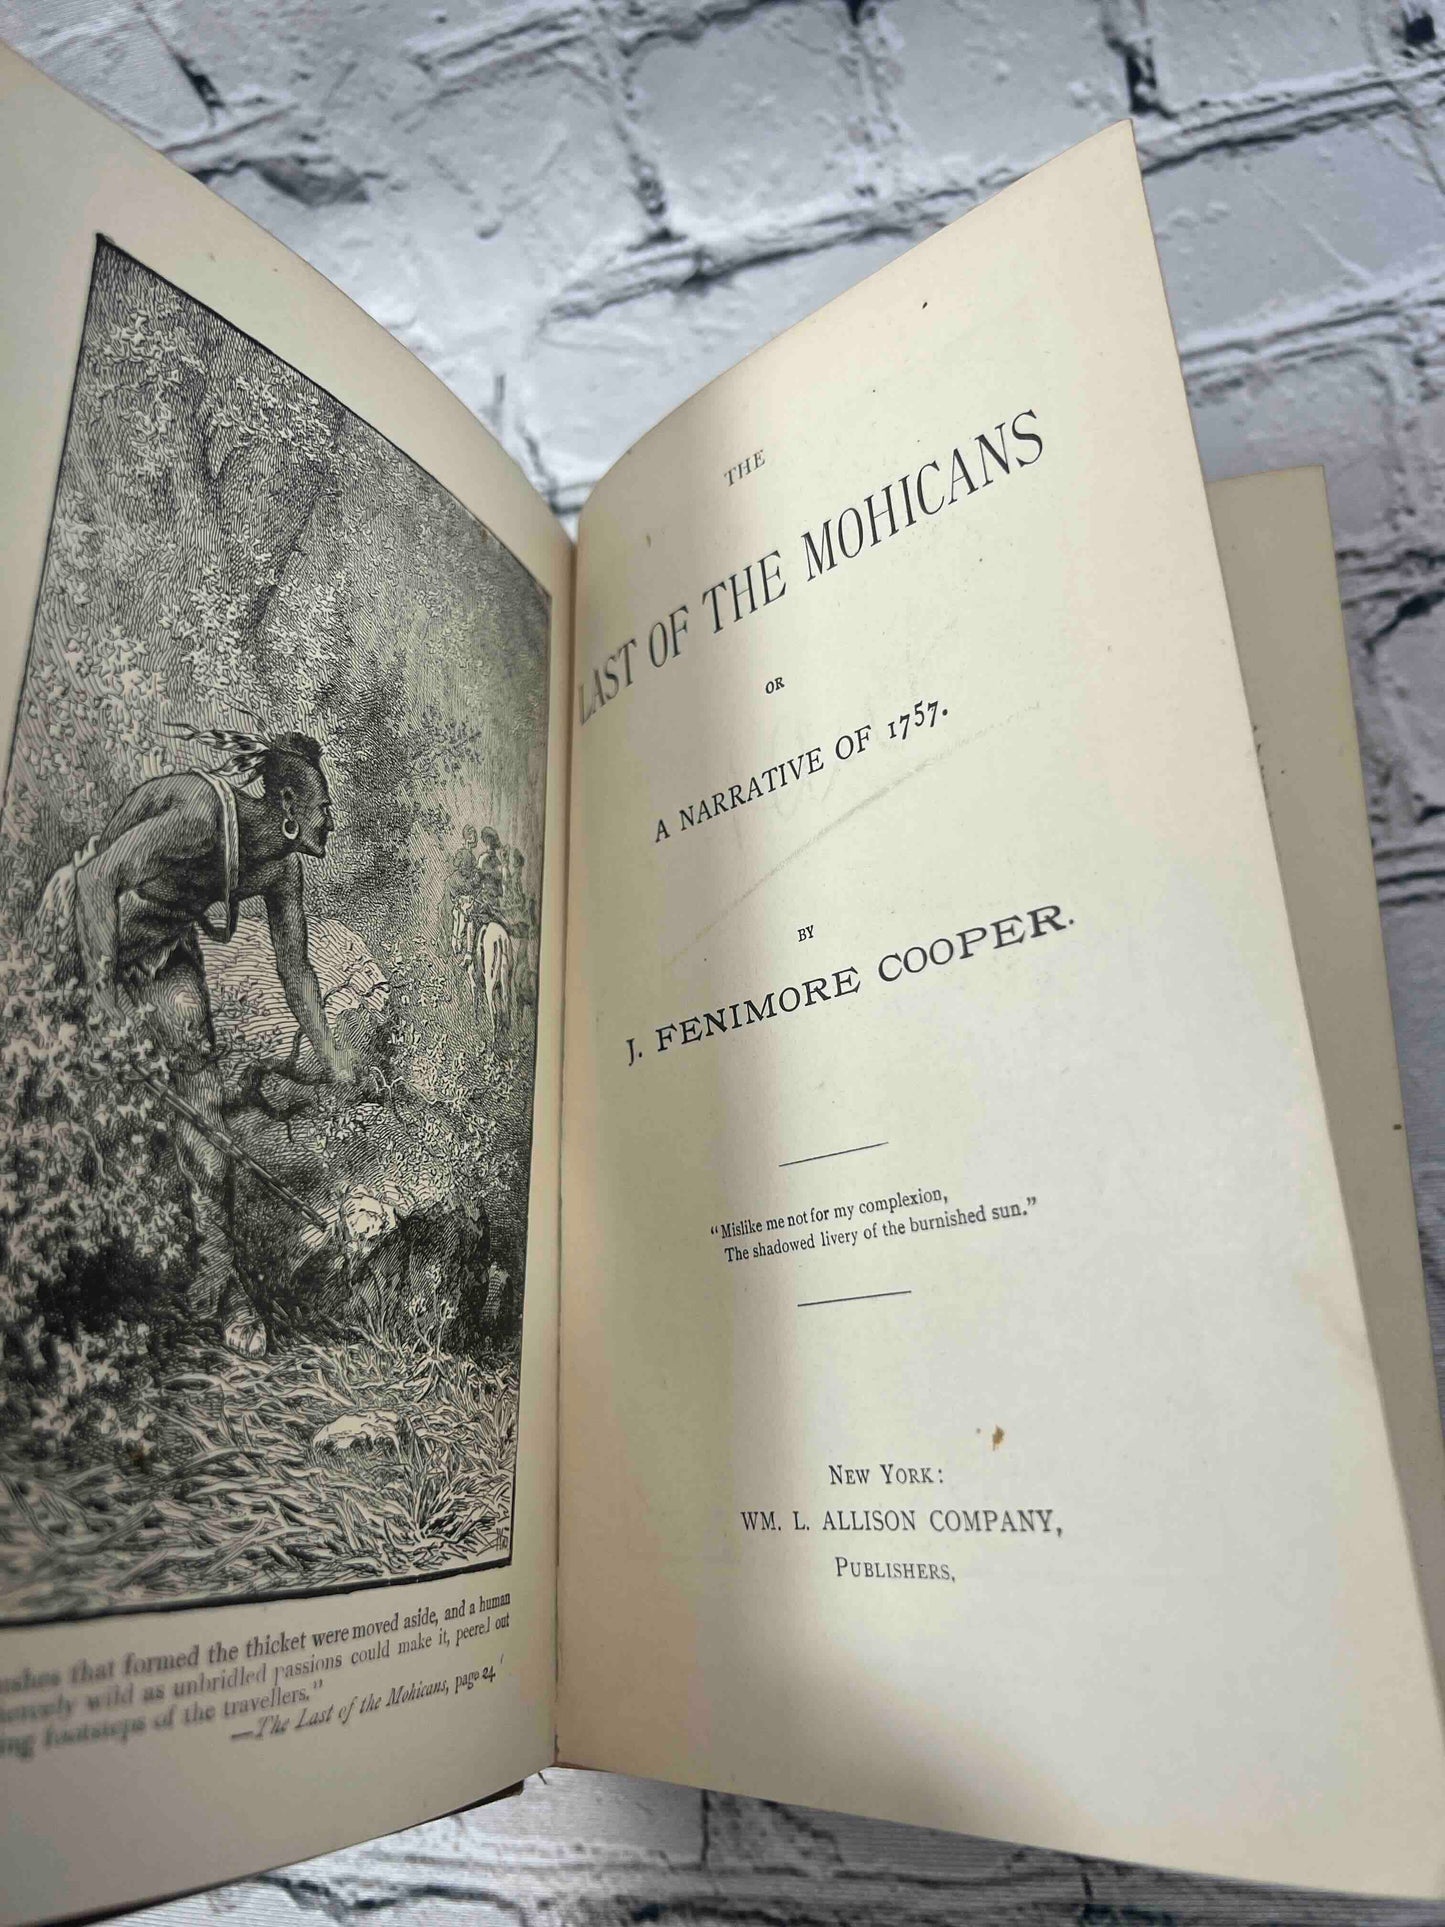 ushes that formed the thicket were moved aside, and a human
wild as unbridled passions could make it, peered out
footsteps of the travellers."
—The Last of the Mohicans, page 24
THE
LAST OF THE MOHICANS
OR
A NARRATIVE OF 1757.
BY
J. FENIMORE COOPER.
“Mislike me not for my complexion,
The shadowed livery of the burnished sun.”
NEW YORK:
WM. L. ALLISON COMPANY,
PUBLISHERS,